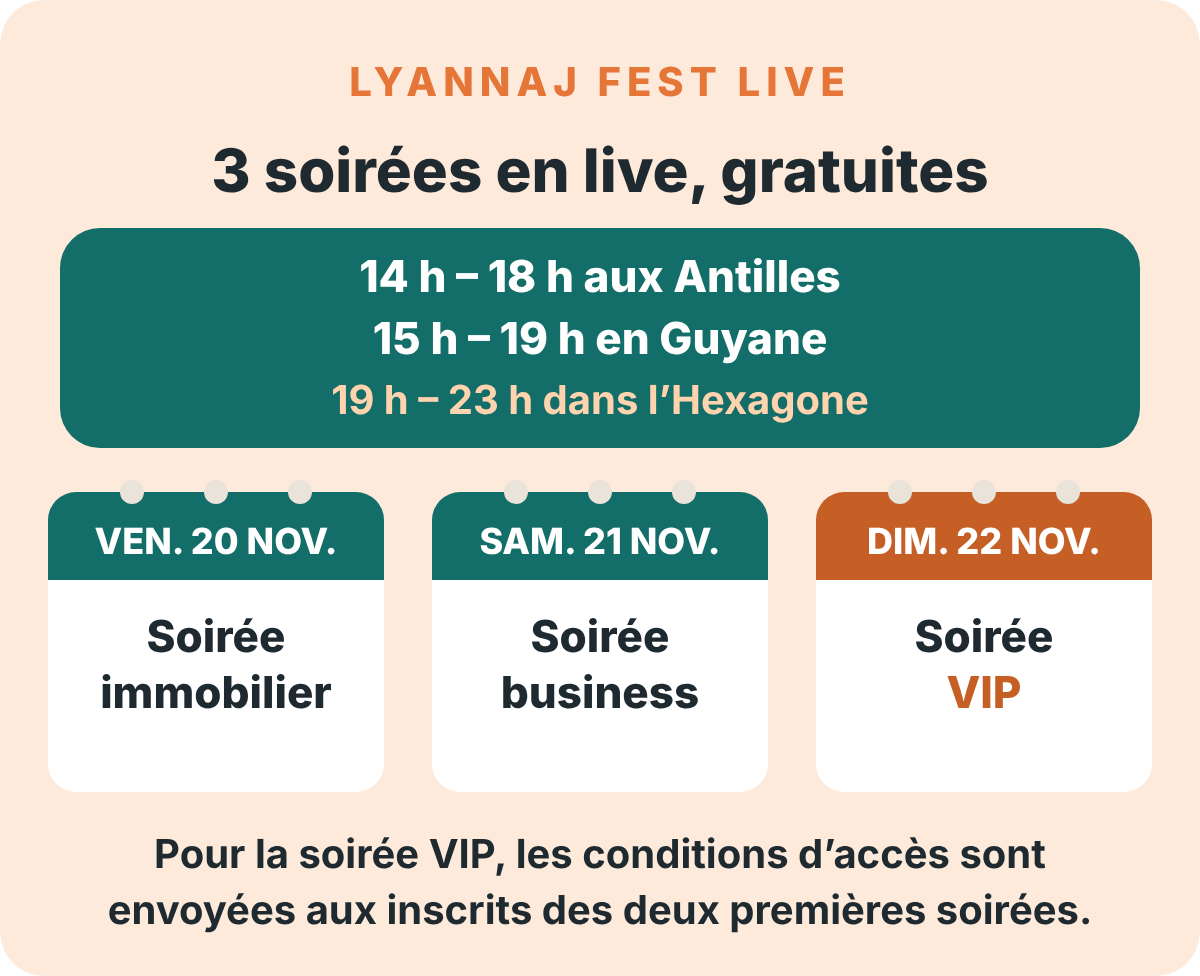 LYANNAJ FEST LIVE
3 soirées en live, gratuites
14 h – 18 h aux Antilles
15 h – 19 h en Guyane
19 h – 23 h dans l’Hexagone
VEN. 20 NOV.
Soirée
immobilier
SAM. 21 NOV.
Soirée
business
DIM. 22 NOV.
Soirée
VIP
Pour la soirée VIP, les conditions d’accès sont
envoyées aux inscrits des deux premières soirées.